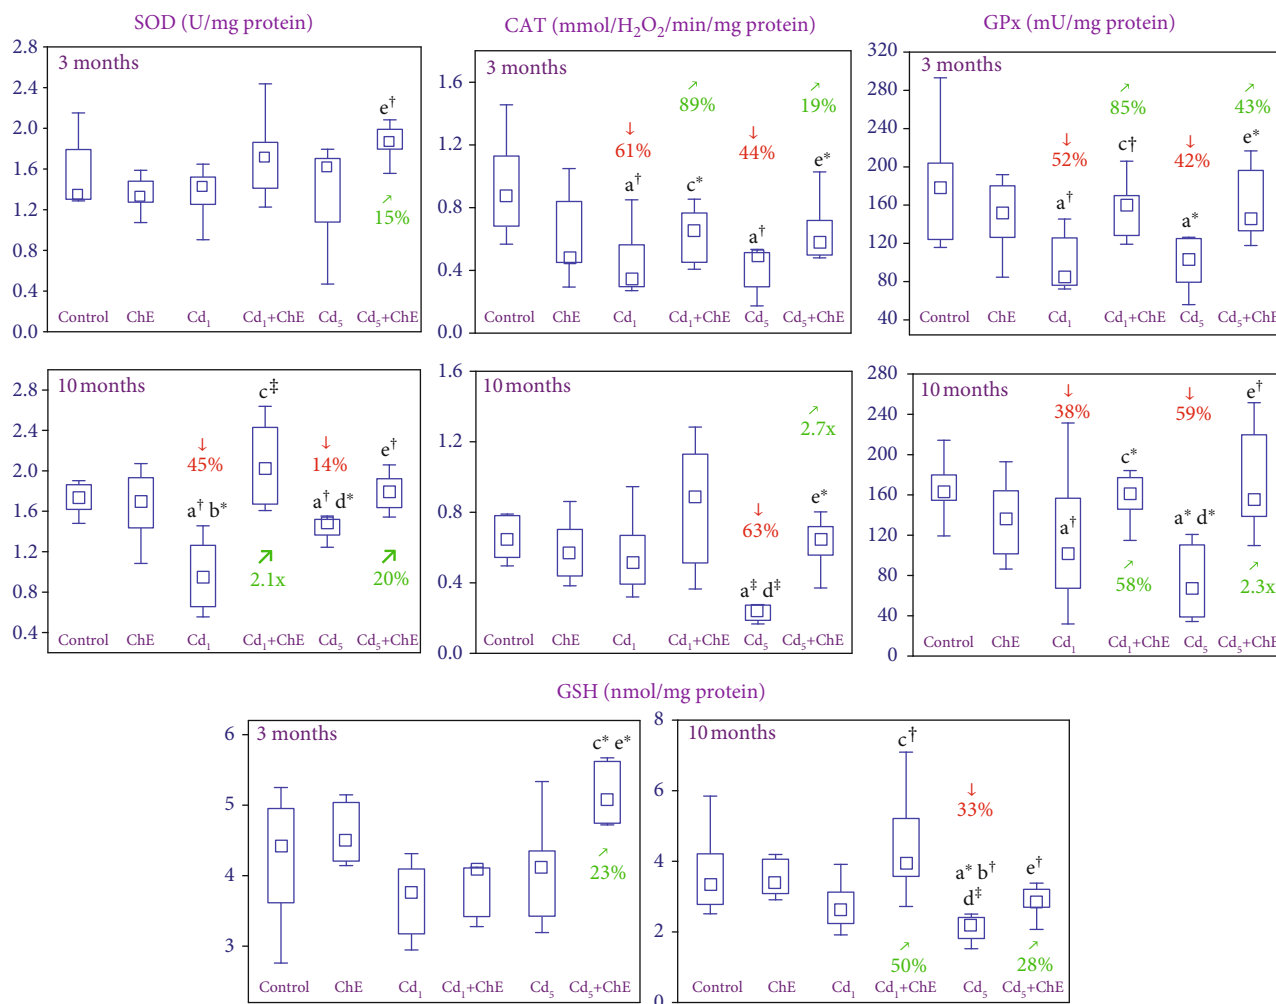 SOD (U/mg protein)
CAT (mmol/H₂O₂/min/mg protein)
GPx (mU/mg protein)
3 months
2.8
2.4
2.0
1.6
1.2
0.8
0.4
0.0
e†
↗
15%
Control ChE Cd₁ Cd₁+ChE Cd₅ Cd₅+ChE
3 months
1.6
1.2
0.8
0.4
0.0
↗ ↗
89% 19%
↓ ↓
61% 44%
a† c* a† e*
Control ChE Cd₁ Cd₁+ChE Cd₅ Cd₅+ChE
3 months
320
280
240
200
160
120
80
40
↗ ↗
85% 43%
↓ ↓
52% 42%
a† c† a* e*
Control ChE Cd₁ Cd₁+ChE Cd₅ Cd₅+ChE
10 months
2.8
2.4
2.0
1.6
1.2
0.8
0.4
c‡
↓ ↓
45% 14%
e†
a† b* a† d*
↗ ↗
2.1x 20%
Control ChE Cd₁ Cd₁+ChE Cd₅ Cd₅+ChE
10 months
1.6
1.2
0.8
0.4
0.0
↗
2.7x
↓
63%
e*
a‡ d‡
Control ChE Cd₁ Cd₁+ChE Cd₅ Cd₅+ChE
10 months
280
240
200
160
120
80
40
0
↓ ↓
38% 59%
e†
c*
a† a* d*
↗ ↗
58% 2.3x
Control ChE Cd₁ Cd₁+ChE Cd₅ Cd₅+ChE
GSH (nmol/mg protein)
3 months
6
5
4
3
c* e*
↗
23%
Control ChE Cd₁ Cd₁+ChE Cd₅ Cd₅+ChE
10 months
8
6
4
2
0
c†
↓
33%
a* b†
d‡
e†
↗ ↗
50% 28%
Control ChE Cd₁ Cd₁+ChE Cd₅ Cd₅+ChE